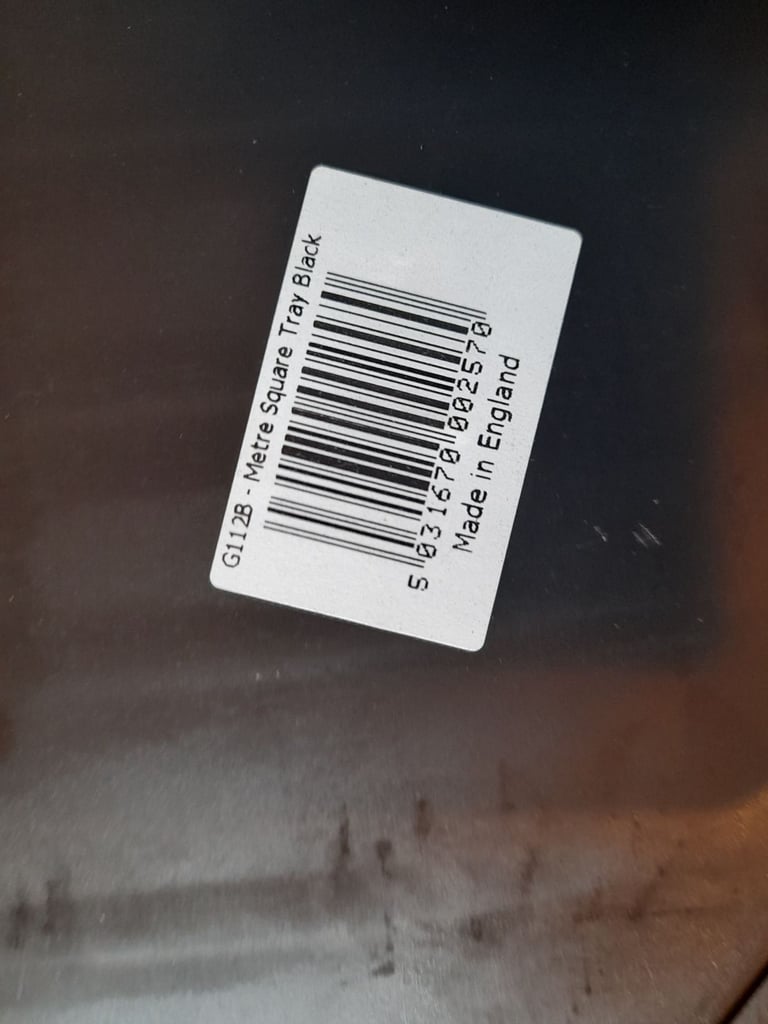 G112B - Metre Square Tray Black
5 031670 002570
Made in England